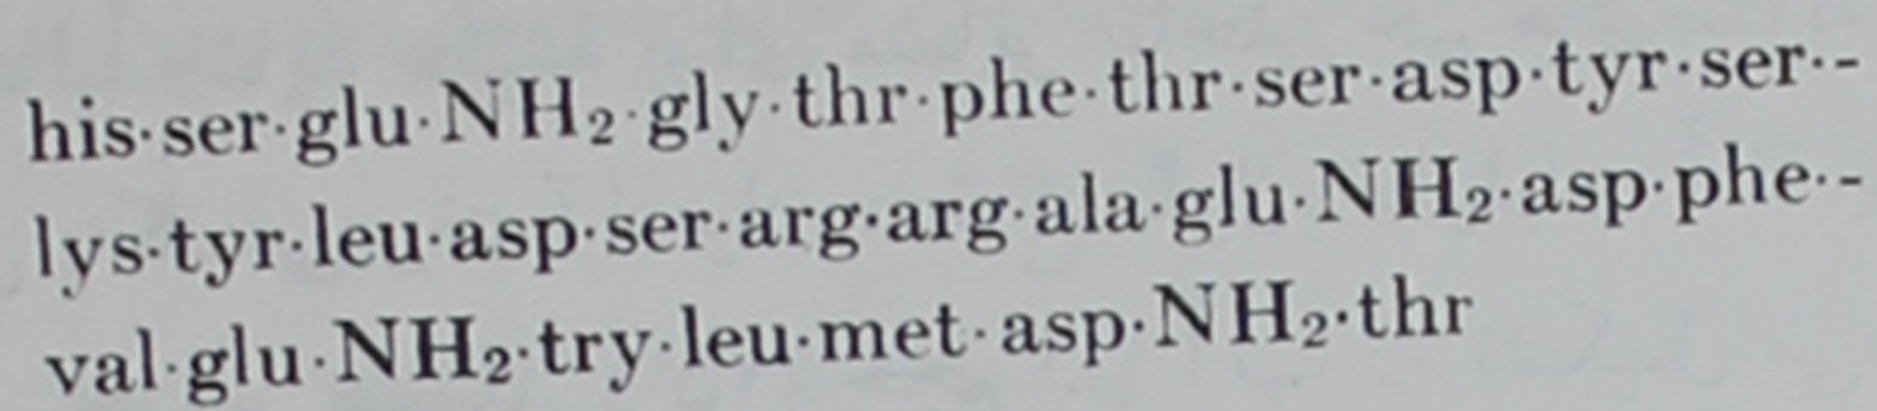 his·ser·glu·NH₂·gly·thr·phe·thr·ser·asp·tyr·ser·-
lys·tyr·leu·asp·ser·arg·arg·ala·glu·NH₂·asp·phe·-
val·glu·NH₂·try·leu·met·asp·NH₂·thr